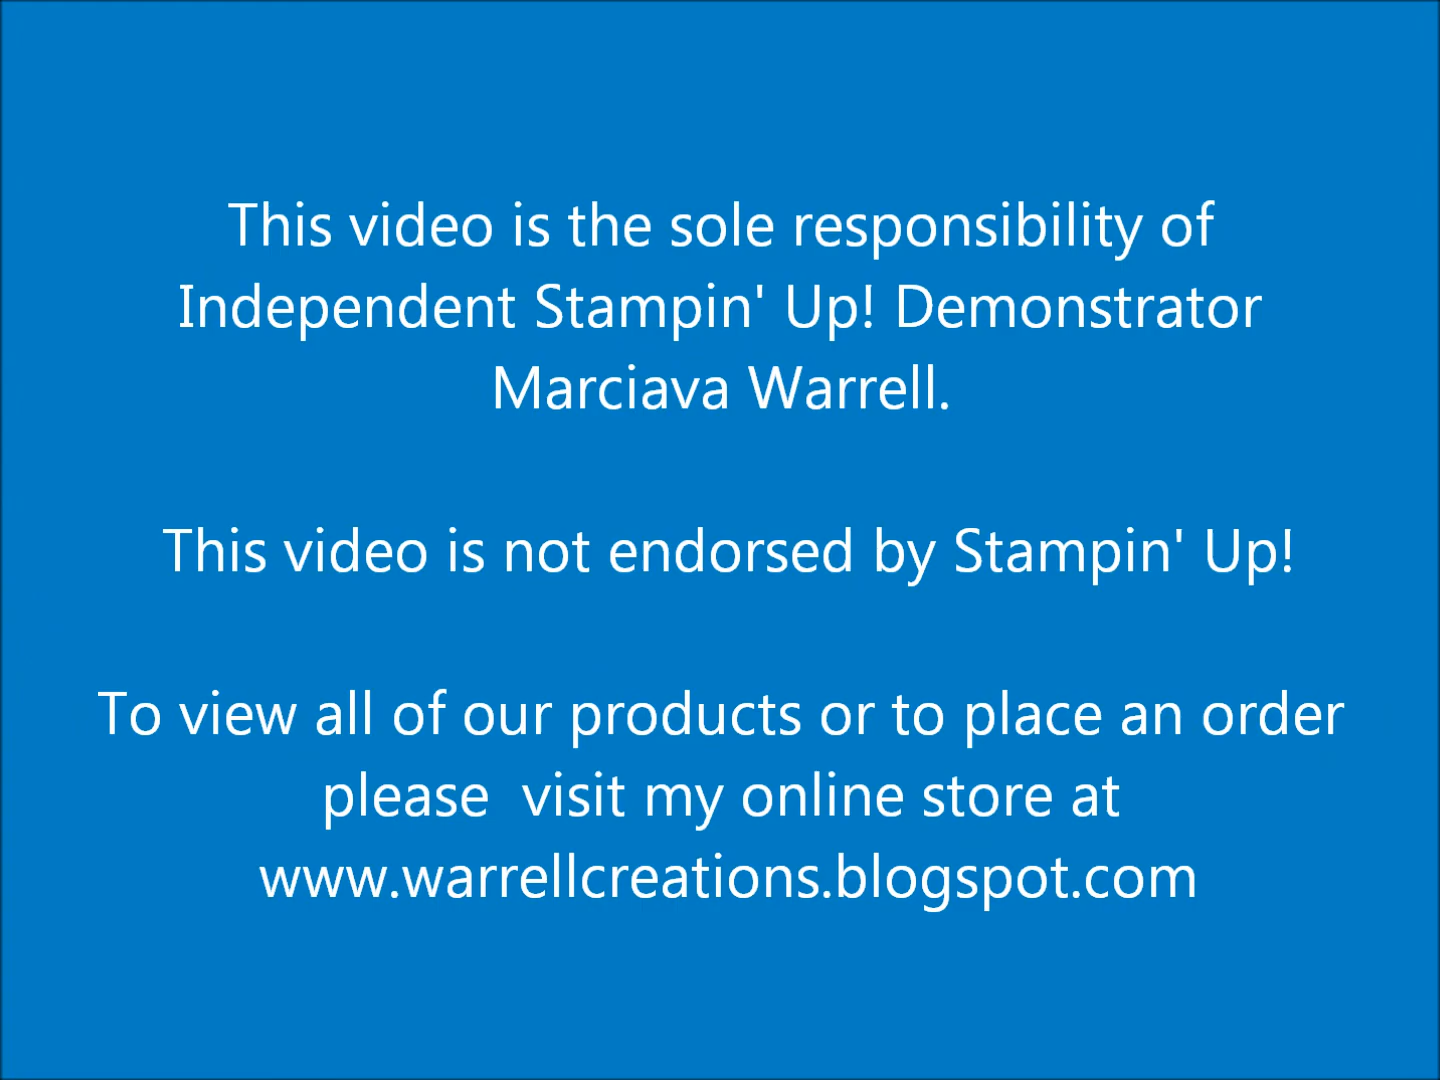 This video is the sole responsibility of
Independent Stampin' Up! Demonstrator
Marciava Warrell.
This video is not endorsed by Stampin' Up!
To view all of our products or to place an order
please  visit my online store at
www.warrellcreations.blogspot.com